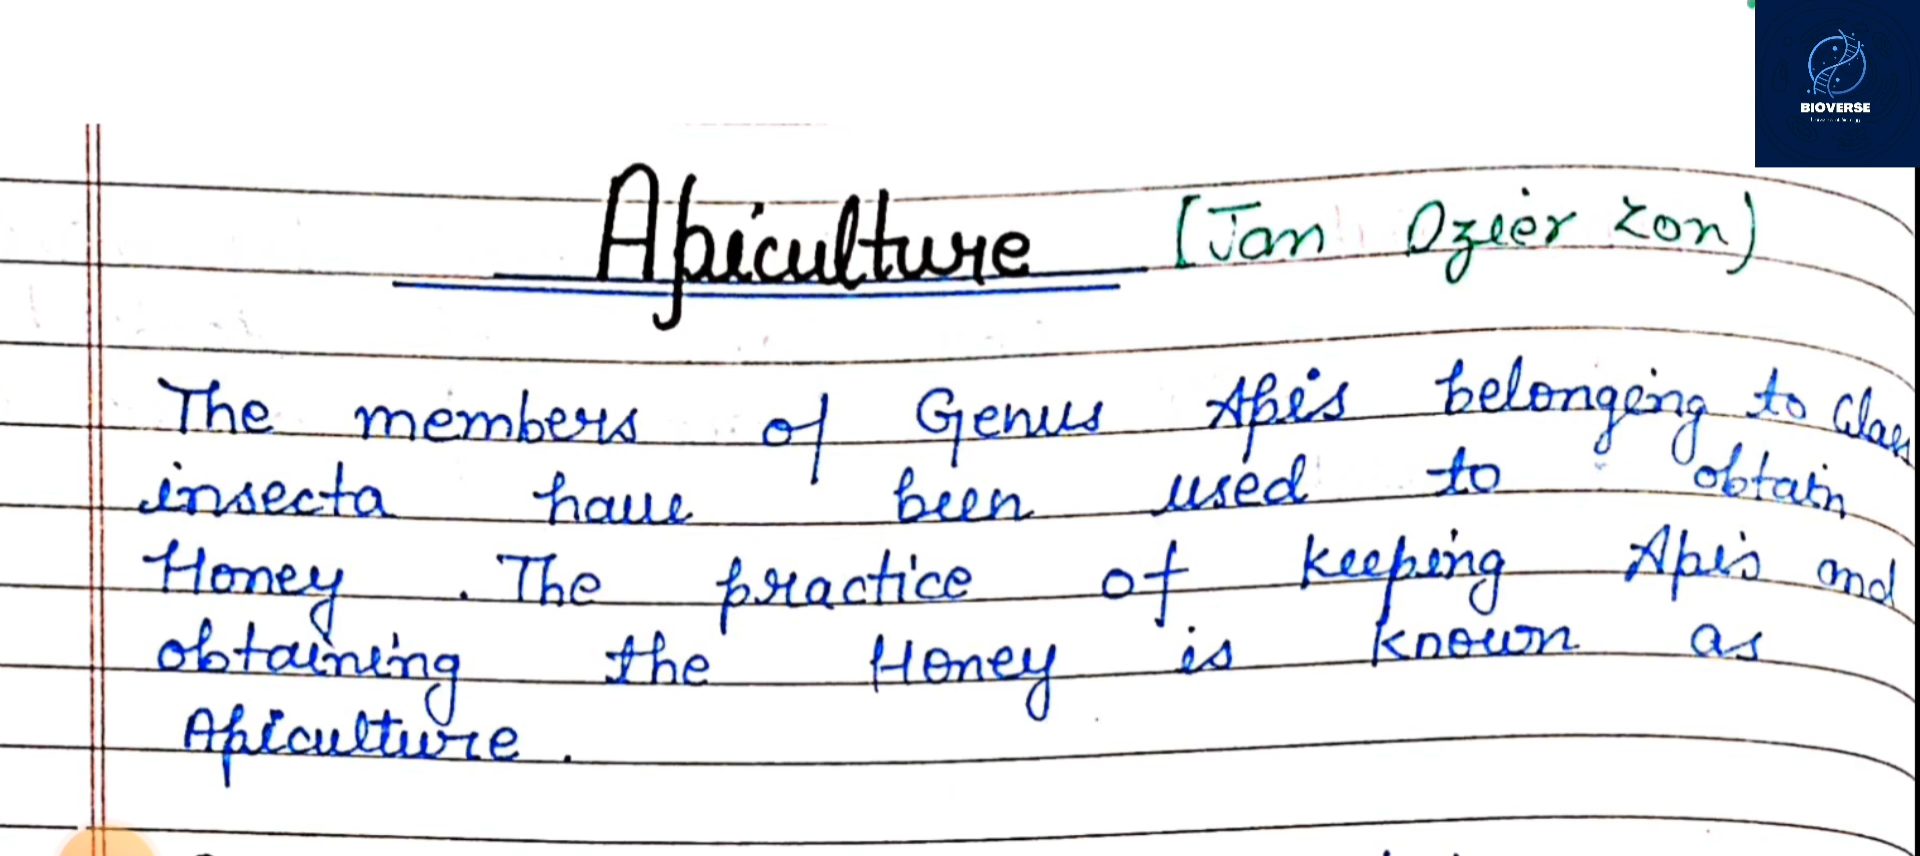 BIOVERSE
Apiculture [Jan Dzier zon)
The members of Genus Apis belonging to Class
insecta have been used to obtain
Honey . The practice of keeping Apis and
obtaining the Honey is known as
Apiculture .